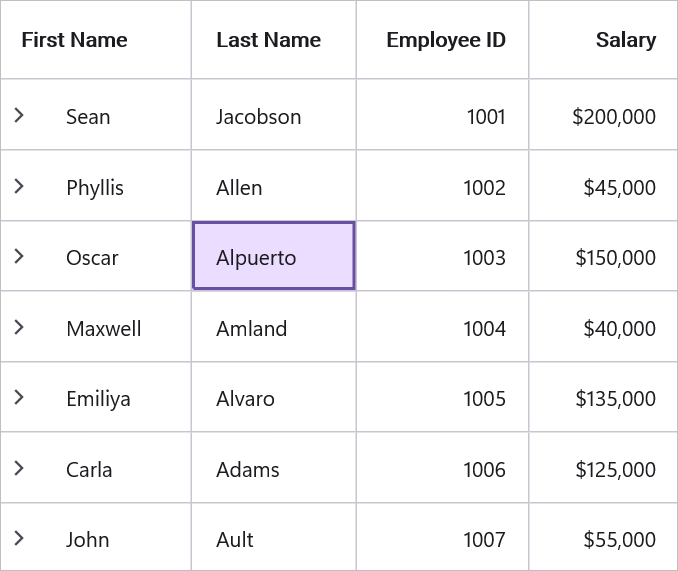 First Name Last Name Employee ID Salary
Sean Jacobson 1001 $200,000
Phyllis Allen 1002 $45,000
Oscar Alpuerto 1003 $150,000
Maxwell Amland 1004 $40,000
Emiliya Alvaro 1005 $135,000
Carla Adams 1006 $125,000
John Ault 1007 $55,000